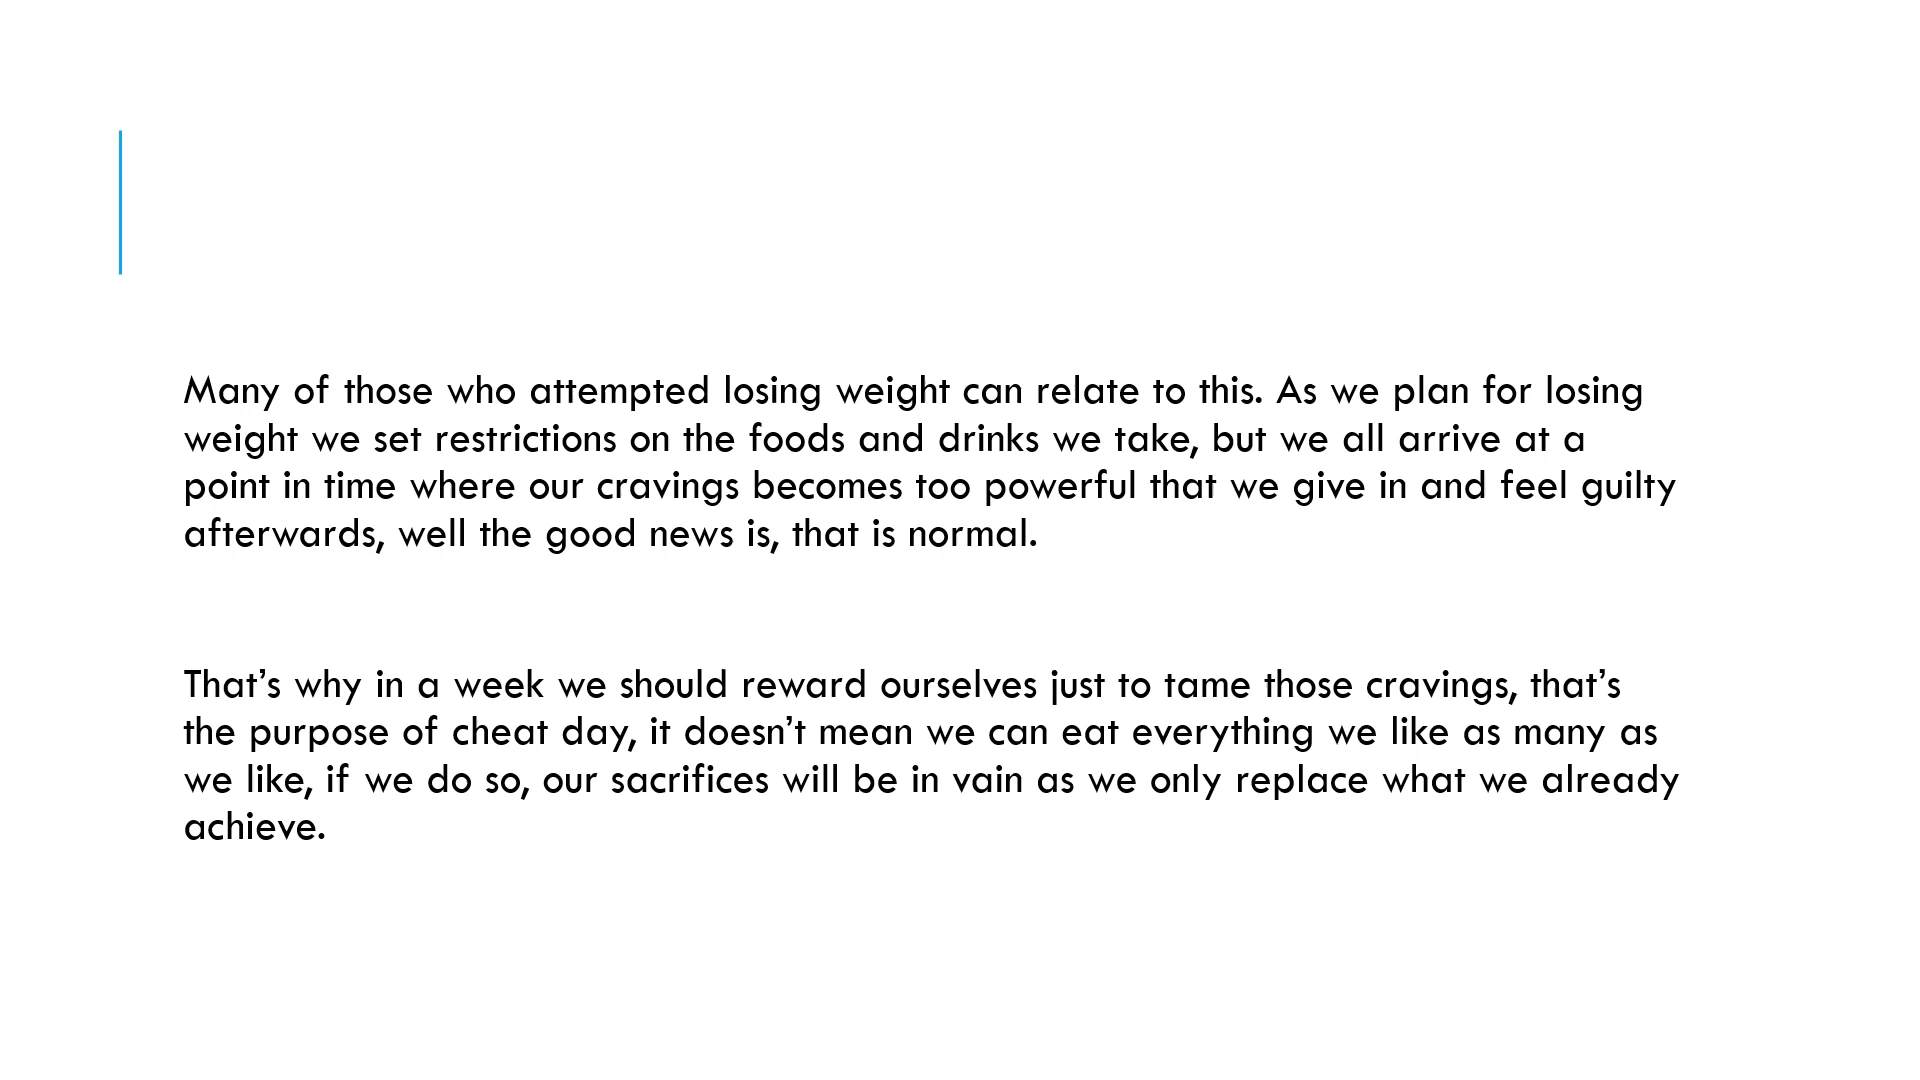 Many of those who attempted losing weight can relate to this. As we plan for losing
weight we set restrictions on the foods and drinks we take, but we all arrive at a
point in time where our cravings becomes too powerful that we give in and feel guilty
afterwards, well the good news is, that is normal.
That’s why in a week we should reward ourselves just to tame those cravings, that’s
the purpose of cheat day, it doesn’t mean we can eat everything we like as many as
we like, if we do so, our sacrifices will be in vain as we only replace what we already
achieve.